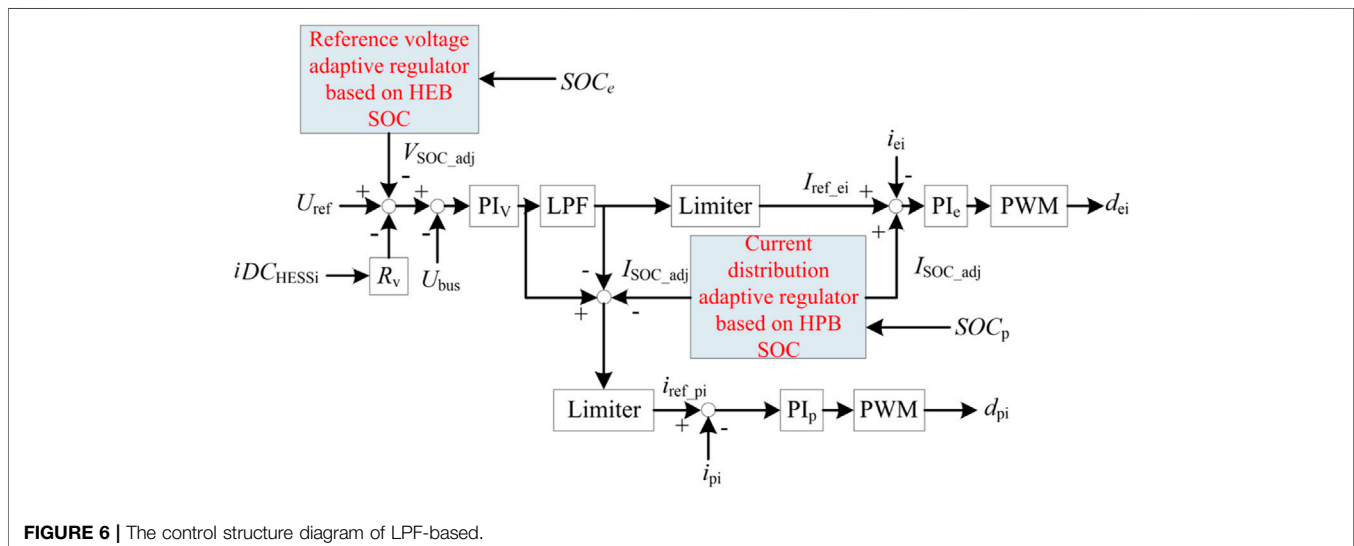 Reference voltage
adaptive regulator
based on HEB
SOC
SOCe
VSOC_adj
iei
Uref
+
-
+
-
-
Ubus
PIV
LPF
Limiter
Iref_ei
+
-
+
PIe
PWM
dei
iDCHESSi
Rv
-
+
-
ISOC_adj
Current
distribution
adaptive regulator
based on HPB
SOC
ISOC_adj
SOCp
Limiter
iref_pi
+
-
PIp
PWM
dpi
ipi
FIGURE 6 | The control structure diagram of LPF-based.